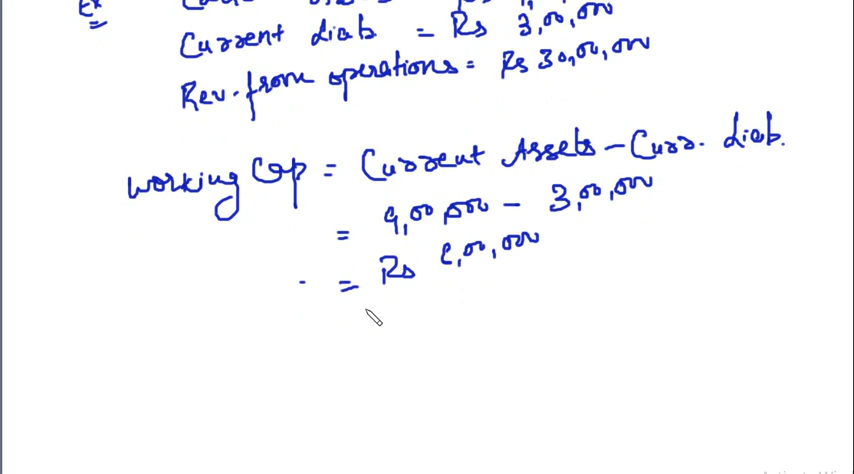 Ex
Current Liab = Rs 3,00,000
Rev. from operations = Rs 30,00,000
Working Cap = Current Assets - Curr. Liab.
= 9,00,000 - 3,00,000
= Rs 6,00,000